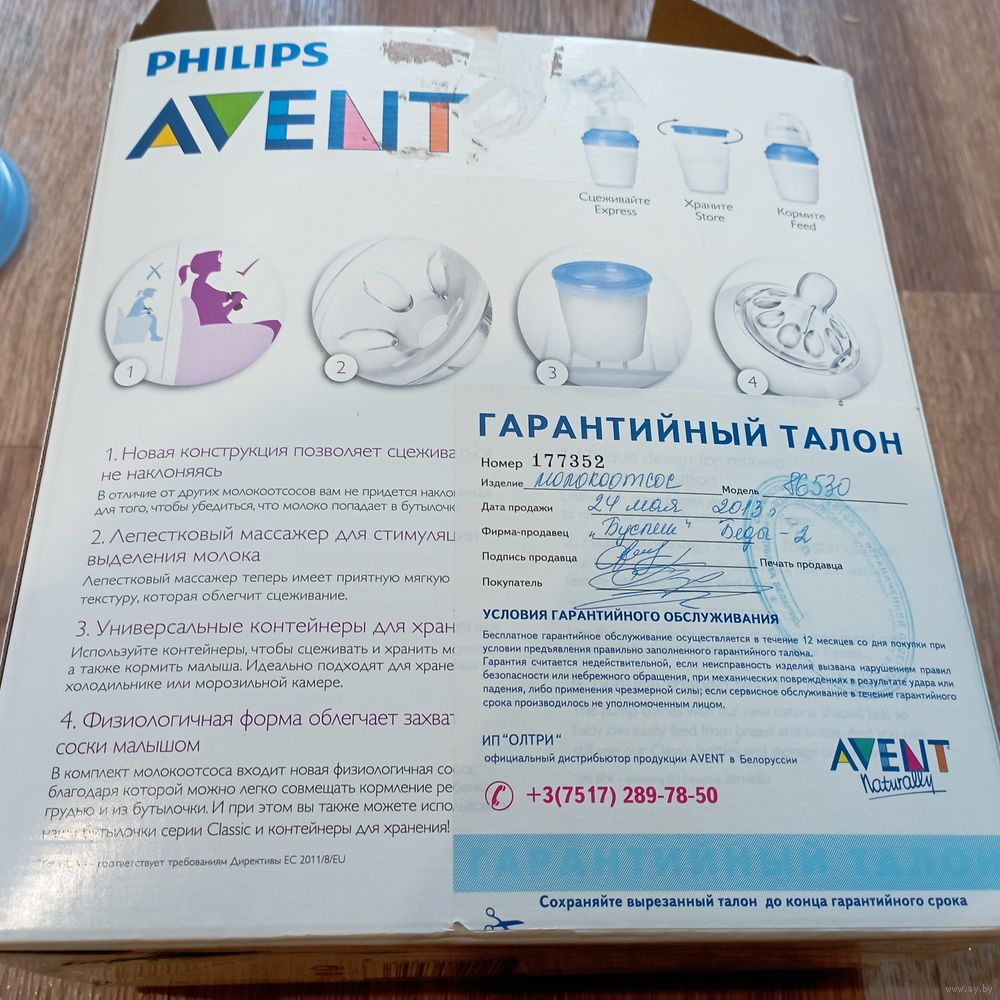 PHILIPS
AVENT
Сцеживайте
Express
Храните
Store
Кормите
Feed
1
2
3
4
1. Новая конструкция позволяет сцежива
не наклоняясь
В отличие от других молокоотсосов вам не придется накло
для того, чтобы убедиться, что молоко попадает в бутылочк
2. Лепестковый массажер для стимуляц
выделения молока
Лепестковый массажер теперь имеет приятную мягкую
текстуру, которая облегчит сцеживание.
3. Универсальные контейнеры для хран
Используйте контейнеры, чтобы сцеживать и хранить мо
а также кормить малыша. Идеально подходят для хране
холодильнике или морозильной камере.
4. Физиологичная форма облегчает захват
соски малышом
В комплект молокоотсоса входит новая физиологичная сос
благодаря которой можно легко совмещать кормление
грудью и из бутылочки. И при этом вы также можете испо
наши бутылочки серии Classic и контейнеры для хранения!
соответствует требованиям Директивы ЕС 2011/8/EU
ГАРАНТИЙНЫЙ ТАЛОН
Номер 177352
Изделие молокоотсос Модель 86530
Дата продажи 24 мая 2013г
Фирма-продавец
Подпись продавца Печать продавца
Покупатель
УСЛОВИЯ ГАРАНТИЙНОГО ОБСЛУЖИВАНИЯ
Бесплатное гарантийное обслуживание осуществляется в течение 12 месяцев со дня покупки при
условии предъявления правильно заполненного гарантийного талона.
Гарантия считается недействительной, если неисправность изделия вызвана нарушением правил
безопасности или небрежного обращения, при механических повреждениях в результате удара или
падения, либо применения чрезмерной силы; если сервисное обслуживание в течение гарантийного
срока производилось не уполномоченным лицом.
ИП "ОЛТРИ"
официальный дистрибьютор продукции AVENT в Белоруссии
+3(7517) 289-78-50
AVENT
Naturally
Сохраняйте вырезанный талон до конца гарантийного срока
www.ay.by